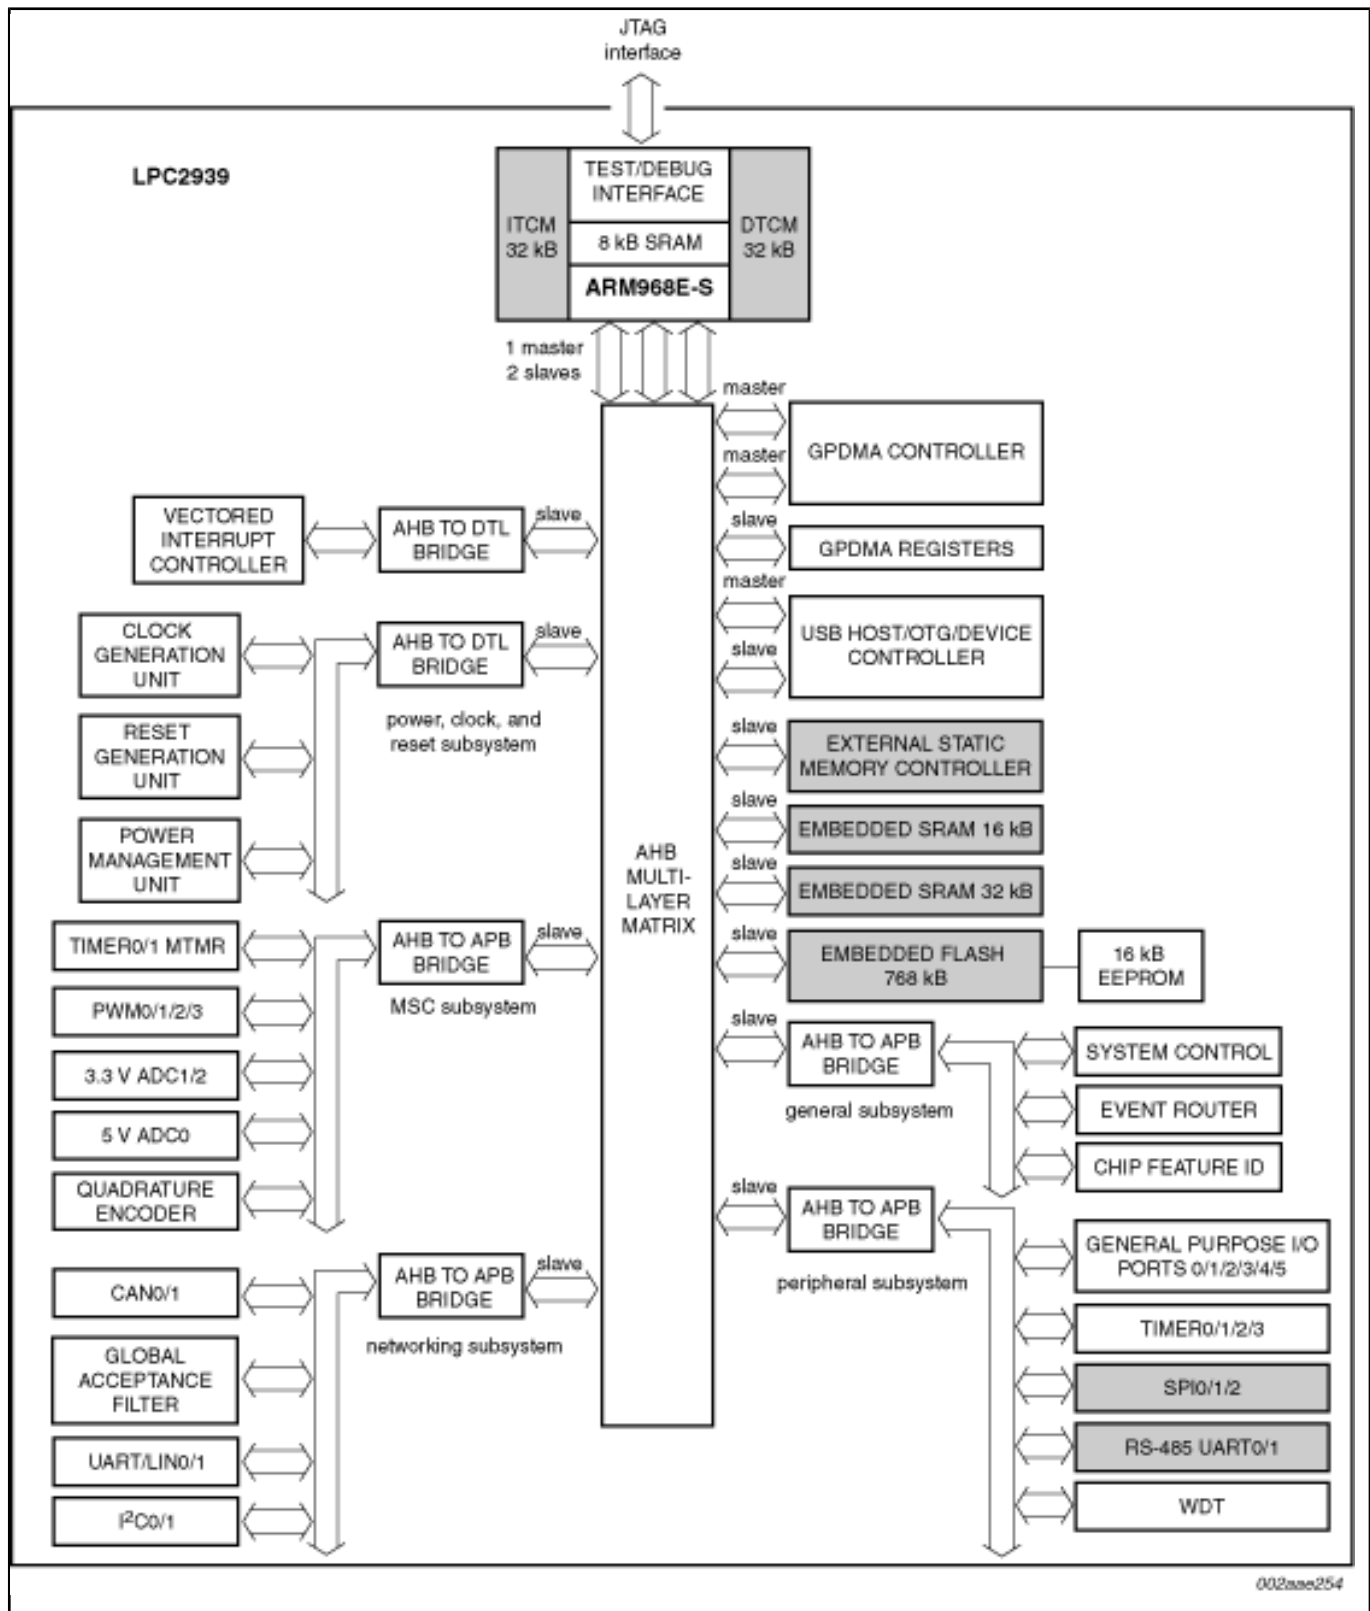 JTAG
interface
LPC2939
ITCM
32 kB
TEST/DEBUG
INTERFACE
8 kB SRAM
ARM968E-S
DTCM
32 kB
1 master
2 slaves
master
GPDMA CONTROLLER
master
slave
GPDMA REGISTERS
master
USB HOST/OTG/DEVICE
CONTROLLER
slave
slave
EXTERNAL STATIC
MEMORY CONTROLLER
slave
EMBEDDED SRAM 16 kB
slave
EMBEDDED SRAM 32 kB
slave
EMBEDDED FLASH
768 kB
16 kB
EEPROM
slave
AHB TO APB
BRIDGE
general subsystem
SYSTEM CONTROL
EVENT ROUTER
CHIP FEATURE ID
slave
AHB TO APB
BRIDGE
peripheral subsystem
GENERAL PURPOSE I/O
PORTS 0/1/2/3/4/5
TIMER0/1/2/3
SPI0/1/2
RS-485 UART0/1
WDT
AHB
MULTI-
LAYER
MATRIX
VECTORED
INTERRUPT
CONTROLLER
AHB TO DTL
BRIDGE
slave
CLOCK
GENERATION
UNIT
AHB TO DTL
BRIDGE
slave
power, clock, and
reset subsystem
RESET
GENERATION
UNIT
POWER
MANAGEMENT
UNIT
TIMER0/1 MTMR
AHB TO APB
BRIDGE
slave
MSC subsystem
PWM0/1/2/3
3.3 V ADC1/2
5 V ADC0
QUADRATURE
ENCODER
CAN0/1
AHB TO APB
BRIDGE
slave
networking subsystem
GLOBAL
ACCEPTANCE
FILTER
UART/LIN0/1
I²C0/1
002aae254